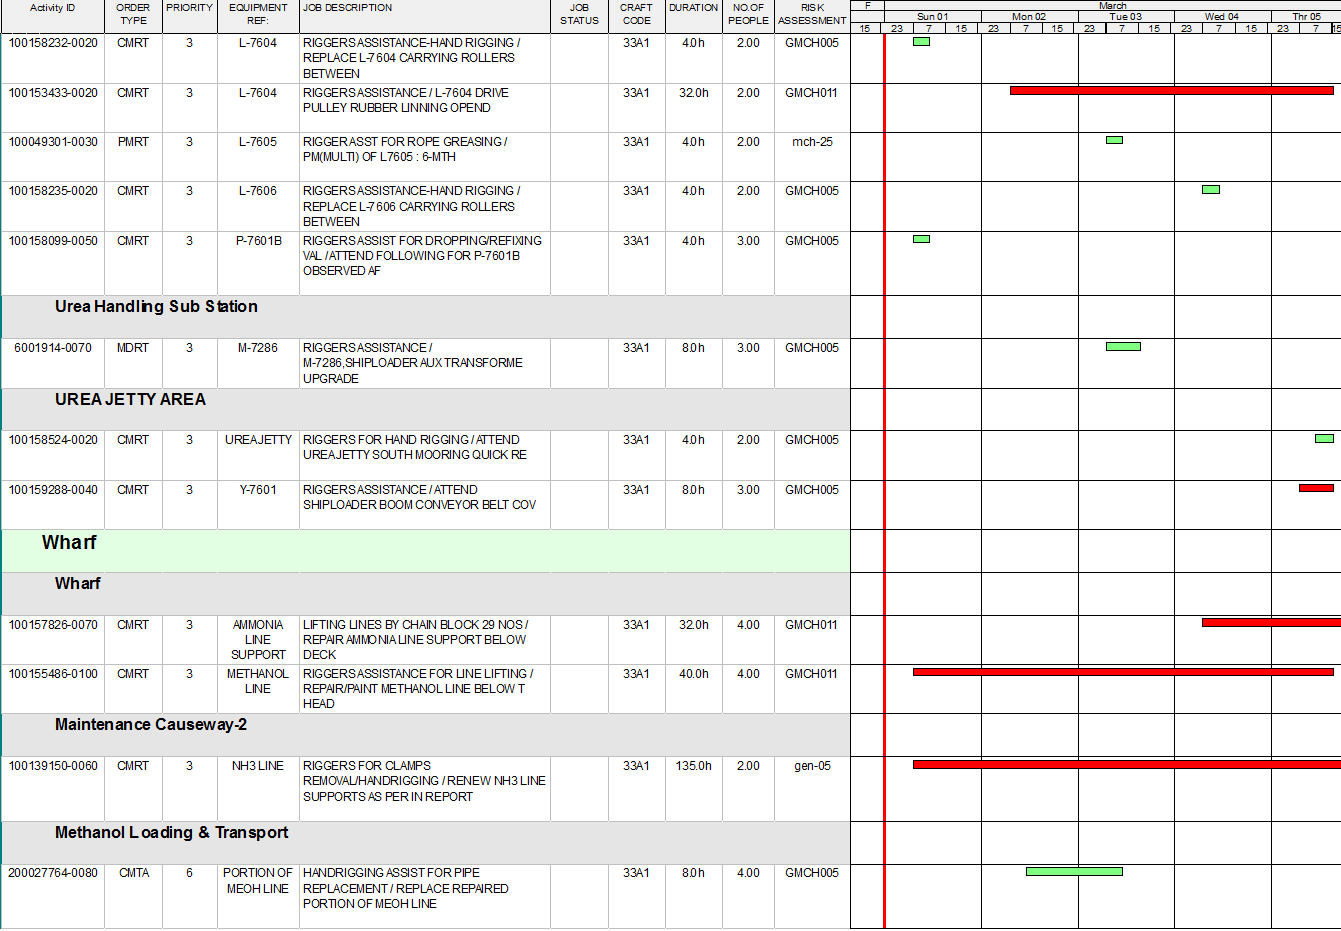 Activity ID ORDER TYPE PRIORITY EQUIPMENT REF: JOB DESCRIPTION JOB STATUS CRAFT CODE DURATION NO.OF PEOPLE RISK ASSESSMENT
F March
Sun 01 Mon 02 Tue 03 Wed 04 Thr 05
15 23 7 15 23 7 15 23 7 15 23 7 15 23 7 15
100158232-0020 CMRT 3 L-7604 RIGGERS ASSISTANCE-HAND RIGGING / 33A1 4.0h 2.00 GMCH005
REPLACE L-7604 CARRYING ROLLERS
BETWEEN
100153433-0020 CMRT 3 L-7604 RIGGERS ASSISTANCE / L-7604 DRIVE 33A1 32.0h 2.00 GMCH011
PULLEY RUBBER LINNING OPEND
100049301-0030 PMRT 3 L-7605 RIGGER ASST FOR ROPE GREASING / 33A1 4.0h 2.00 mch-25
PM(MULTI) OF L7605 : 6-MTH
100158235-0020 CMRT 3 L-7606 RIGGERS ASSISTANCE-HAND RIGGING / 33A1 4.0h 2.00 GMCH005
REPLACE L-7606 CARRYING ROLLERS
BETWEEN
100158099-0050 CMRT 3 P-7601B RIGGERS ASSIST FOR DROPPING/REFIXING 33A1 4.0h 3.00 GMCH005
VAL / ATTEND FOLLOWING FOR P-7601B
OBSERVED AF
Urea Handling Sub Station
6001914-0070 MDRT 3 M-7286 RIGGERS ASSISTANCE / 33A1 8.0h 3.00 GMCH005
M-7286,SHIPLOADER AUX TRANSFORME
UPGRADE
UREA JETTY AREA
100158524-0020 CMRT 3 UREAJETTY RIGGERS FOR HAND RIGGING / ATTEND 33A1 4.0h 2.00 GMCH005
UREAJETTY SOUTH MOORING QUICK RE
100159288-0040 CMRT 3 Y-7601 RIGGERS ASSISTANCE / ATTEND 33A1 8.0h 3.00 GMCH005
SHIPLOADER BOOM CONVEYOR BELT COV
Wharf
Wharf
100157826-0070 CMRT 3 AMMONIA LIFTING LINES BY CHAIN BLOCK 29 NOS / 33A1 32.0h 4.00 GMCH011
LINE REPAIR AMMONIA LINE SUPPORT BELOW
SUPPORT DECK
100155486-0100 CMRT 3 METHANOL RIGGERS ASSISTANCE FOR LINE LIFTING / 33A1 40.0h 4.00 GMCH011
LINE REPAIR/PAINT METHANOL LINE BELOW T
HEAD
Maintenance Causeway-2
100139150-0060 CMRT 3 NH3 LINE RIGGERS FOR CLAMPS 33A1 135.0h 2.00 gen-05
REMOVAL/HANDRIGGING / RENEW NH3 LINE
SUPPORTS AS PER IN REPORT
Methanol Loading & Transport
200027764-0080 CMTA 6 PORTION OF HANDRIGGING ASSIST FOR PIPE 33A1 8.0h 4.00 GMCH005
MEOH LINE REPLACEMENT / REPLACE REPAIRED
PORTION OF MEOH LINE